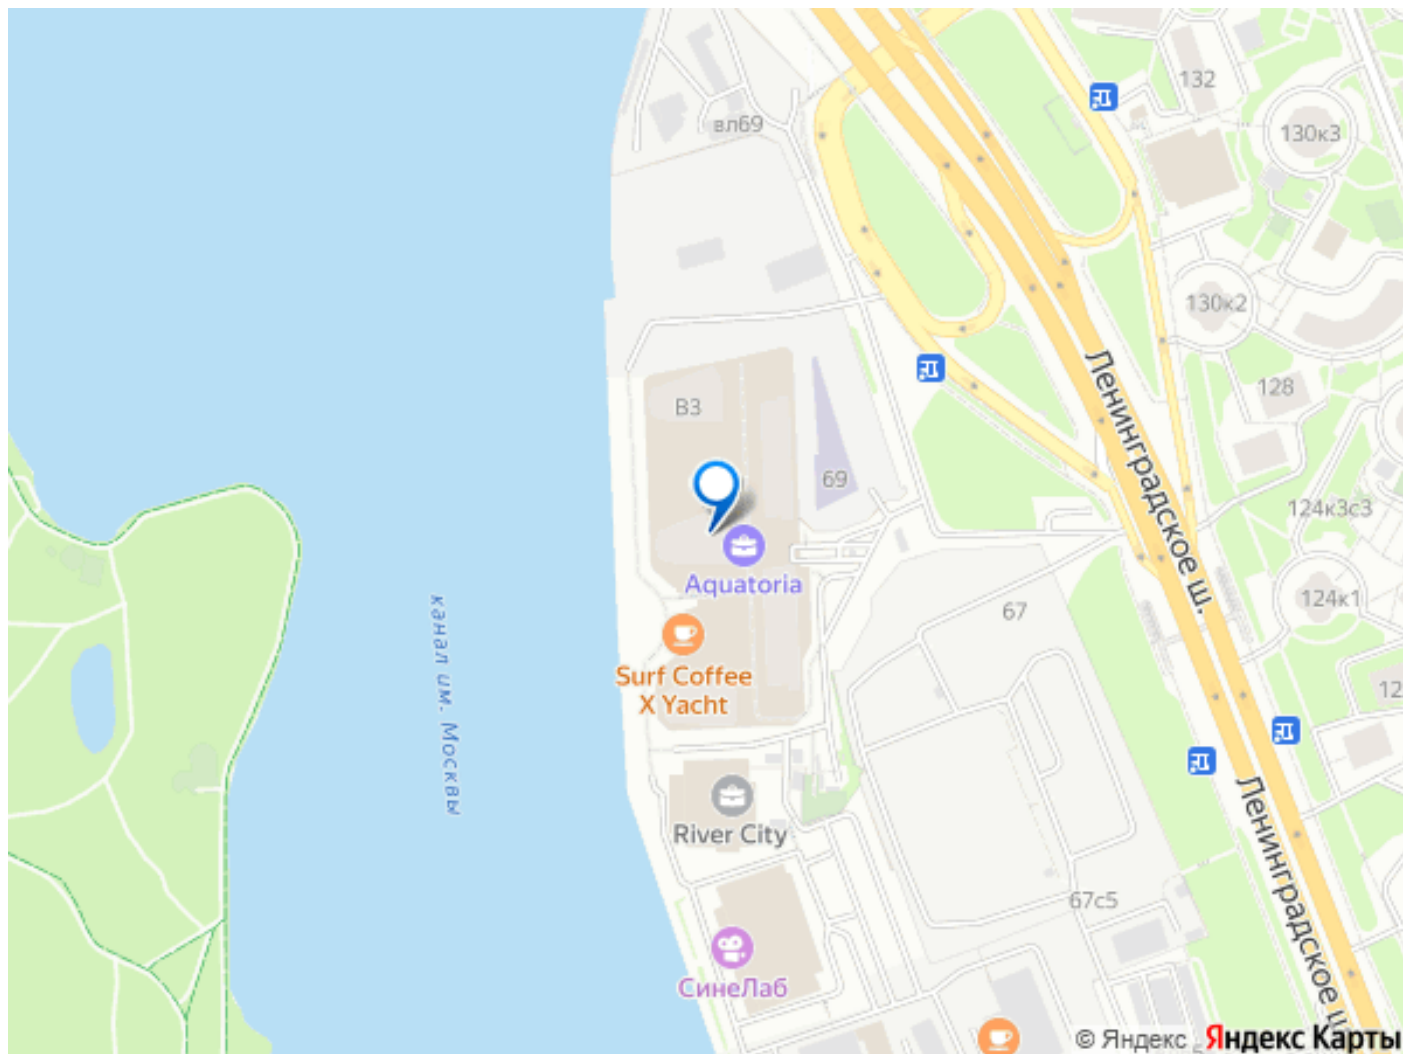 132
вл69
130к3
130к2
Ленинградское ш.
128
В3
69
124к3с3
Aquatoria
124к1
67
канал им. Москвы
Surf Coffee
X Yacht
12
Ленинградское ш.
River City
67с5
СинеЛаб
© Яндекс Яндекс Карты